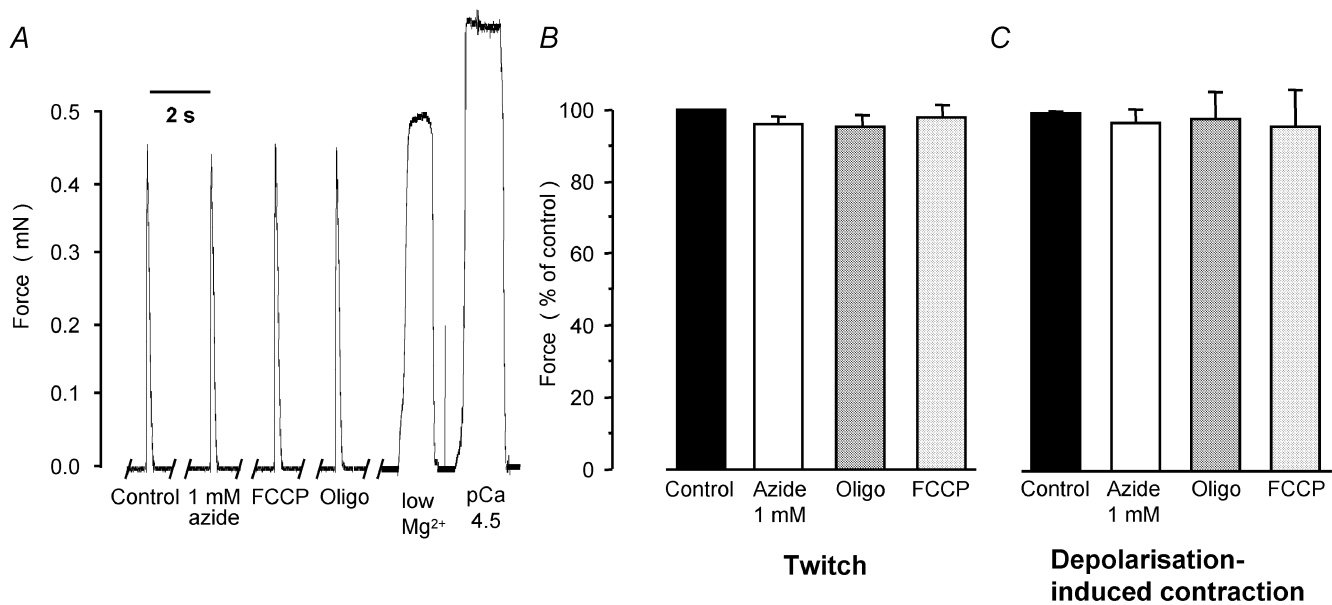 A
2 s
Force ( mN )
0.5
0.4
0.3
0.2
0.1
0.0
Control
1 mM
azide
FCCP
Oligo
low
Mg²⁺
pCa
4.5
B
Force ( % of control )
100
80
60
40
20
0
Control
Azide
1 mM
Oligo
FCCP
Twitch
C
Control
Azide
1 mM
Oligo
FCCP
Depolarisation-
induced contraction